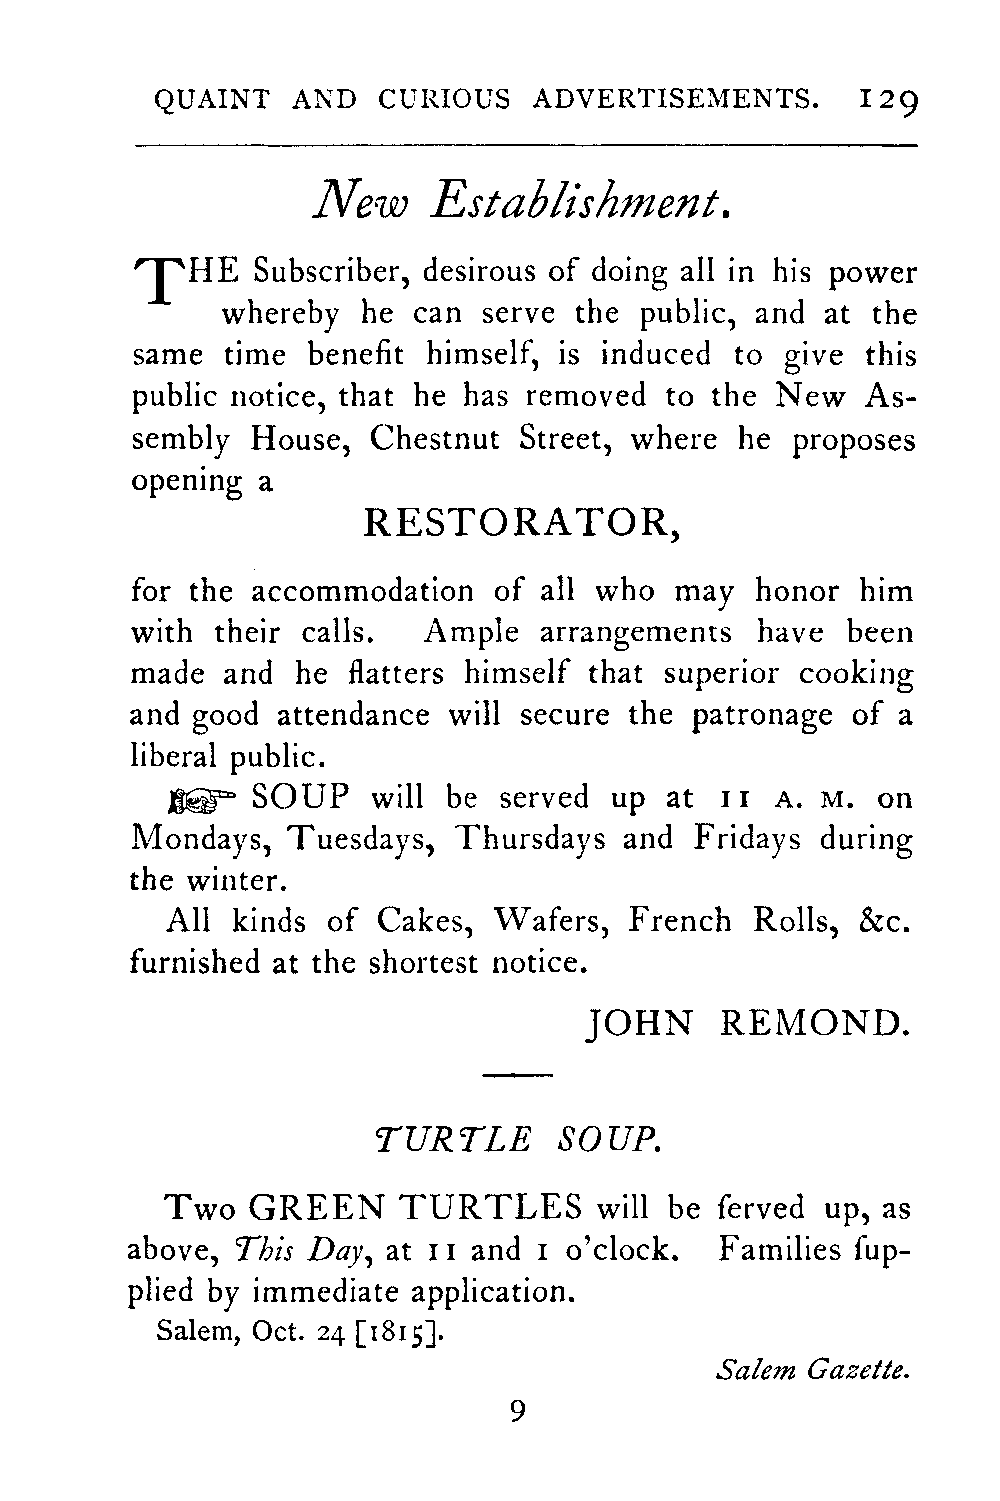 QUAINT AND CURIOUS ADVERTISEMENTS. 129
New Establishment.
THE Subscriber, desirous of doing all in his power
whereby he can serve the public, and at the
same time benefit himself, is induced to give this
public notice, that he has removed to the New As-
sembly House, Chestnut Street, where he proposes
opening a
RESTORATOR,
for the accommodation of all who may honor him
with their calls. Ample arrangements have been
made and he flatters himself that superior cooking
and good attendance will secure the patronage of a
liberal public.
☞ SOUP will be served up at 11 A. M. on
Mondays, Tuesdays, Thursdays and Fridays during
the winter.
All kinds of Cakes, Wafers, French Rolls, &c.
furnished at the shortest notice.
JOHN REMOND.
TURTLE SOUP.
Two GREEN TURTLES will be ſerved up, as
above, This Day, at 11 and 1 o'clock. Families ſup-
plied by immediate application.
Salem, Oct. 24 [1815].
Salem Gazette.
9